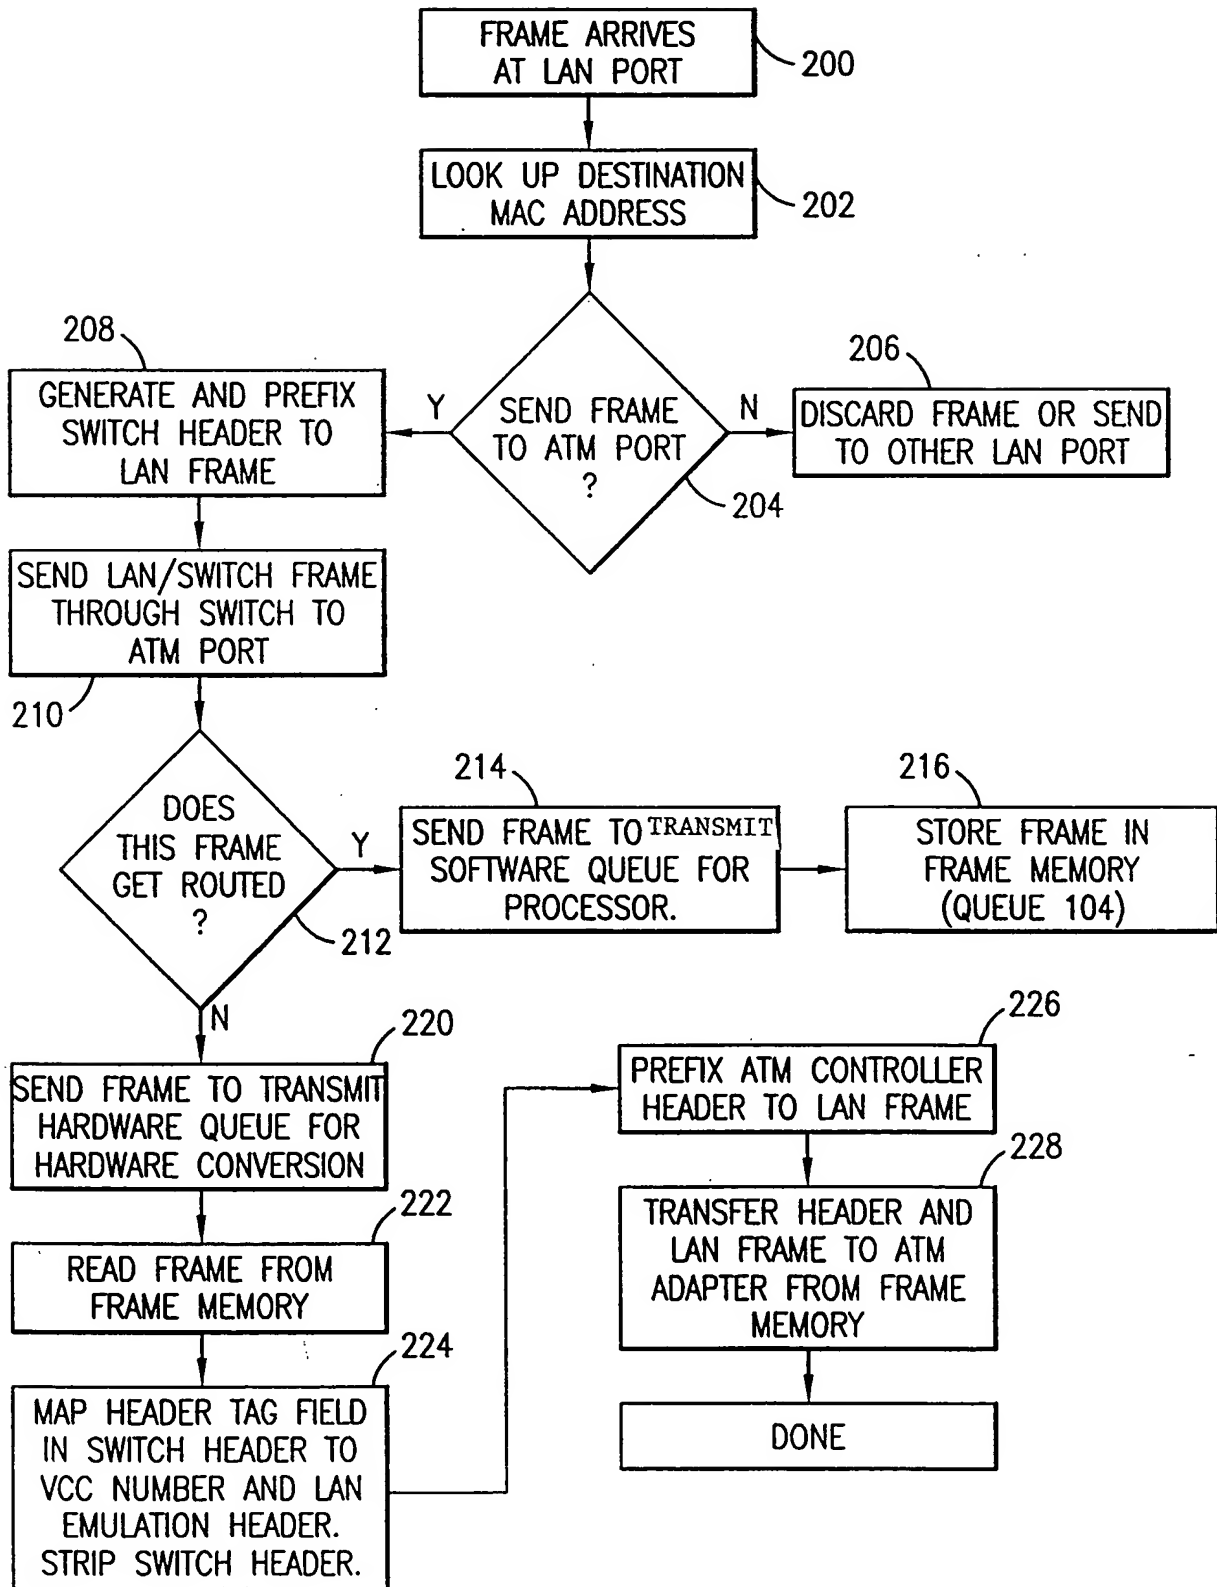 FRAME ARRIVES
AT LAN PORT
200
LOOK UP DESTINATION
MAC ADDRESS
202
SEND FRAME
TO ATM PORT
?
204
Y
N
206
DISCARD FRAME OR SEND
TO OTHER LAN PORT
208
GENERATE AND PREFIX
SWITCH HEADER TO
LAN FRAME
SEND LAN/SWITCH FRAME
THROUGH SWITCH TO
ATM PORT
210
DOES
THIS FRAME
GET ROUTED
?
212
Y
N
214
SEND FRAME TO TRANSMIT
SOFTWARE QUEUE FOR
PROCESSOR.
216
STORE FRAME IN
FRAME MEMORY
(QUEUE 104)
220
SEND FRAME TO TRANSMIT
HARDWARE QUEUE FOR
HARDWARE CONVERSION
222
READ FRAME FROM
FRAME MEMORY
224
MAP HEADER TAG FIELD
IN SWITCH HEADER TO
VCC NUMBER AND LAN
EMULATION HEADER.
STRIP SWITCH HEADER.
226
PREFIX ATM CONTROLLER
HEADER TO LAN FRAME
228
TRANSFER HEADER AND
LAN FRAME TO ATM
ADAPTER FROM FRAME
MEMORY
DONE